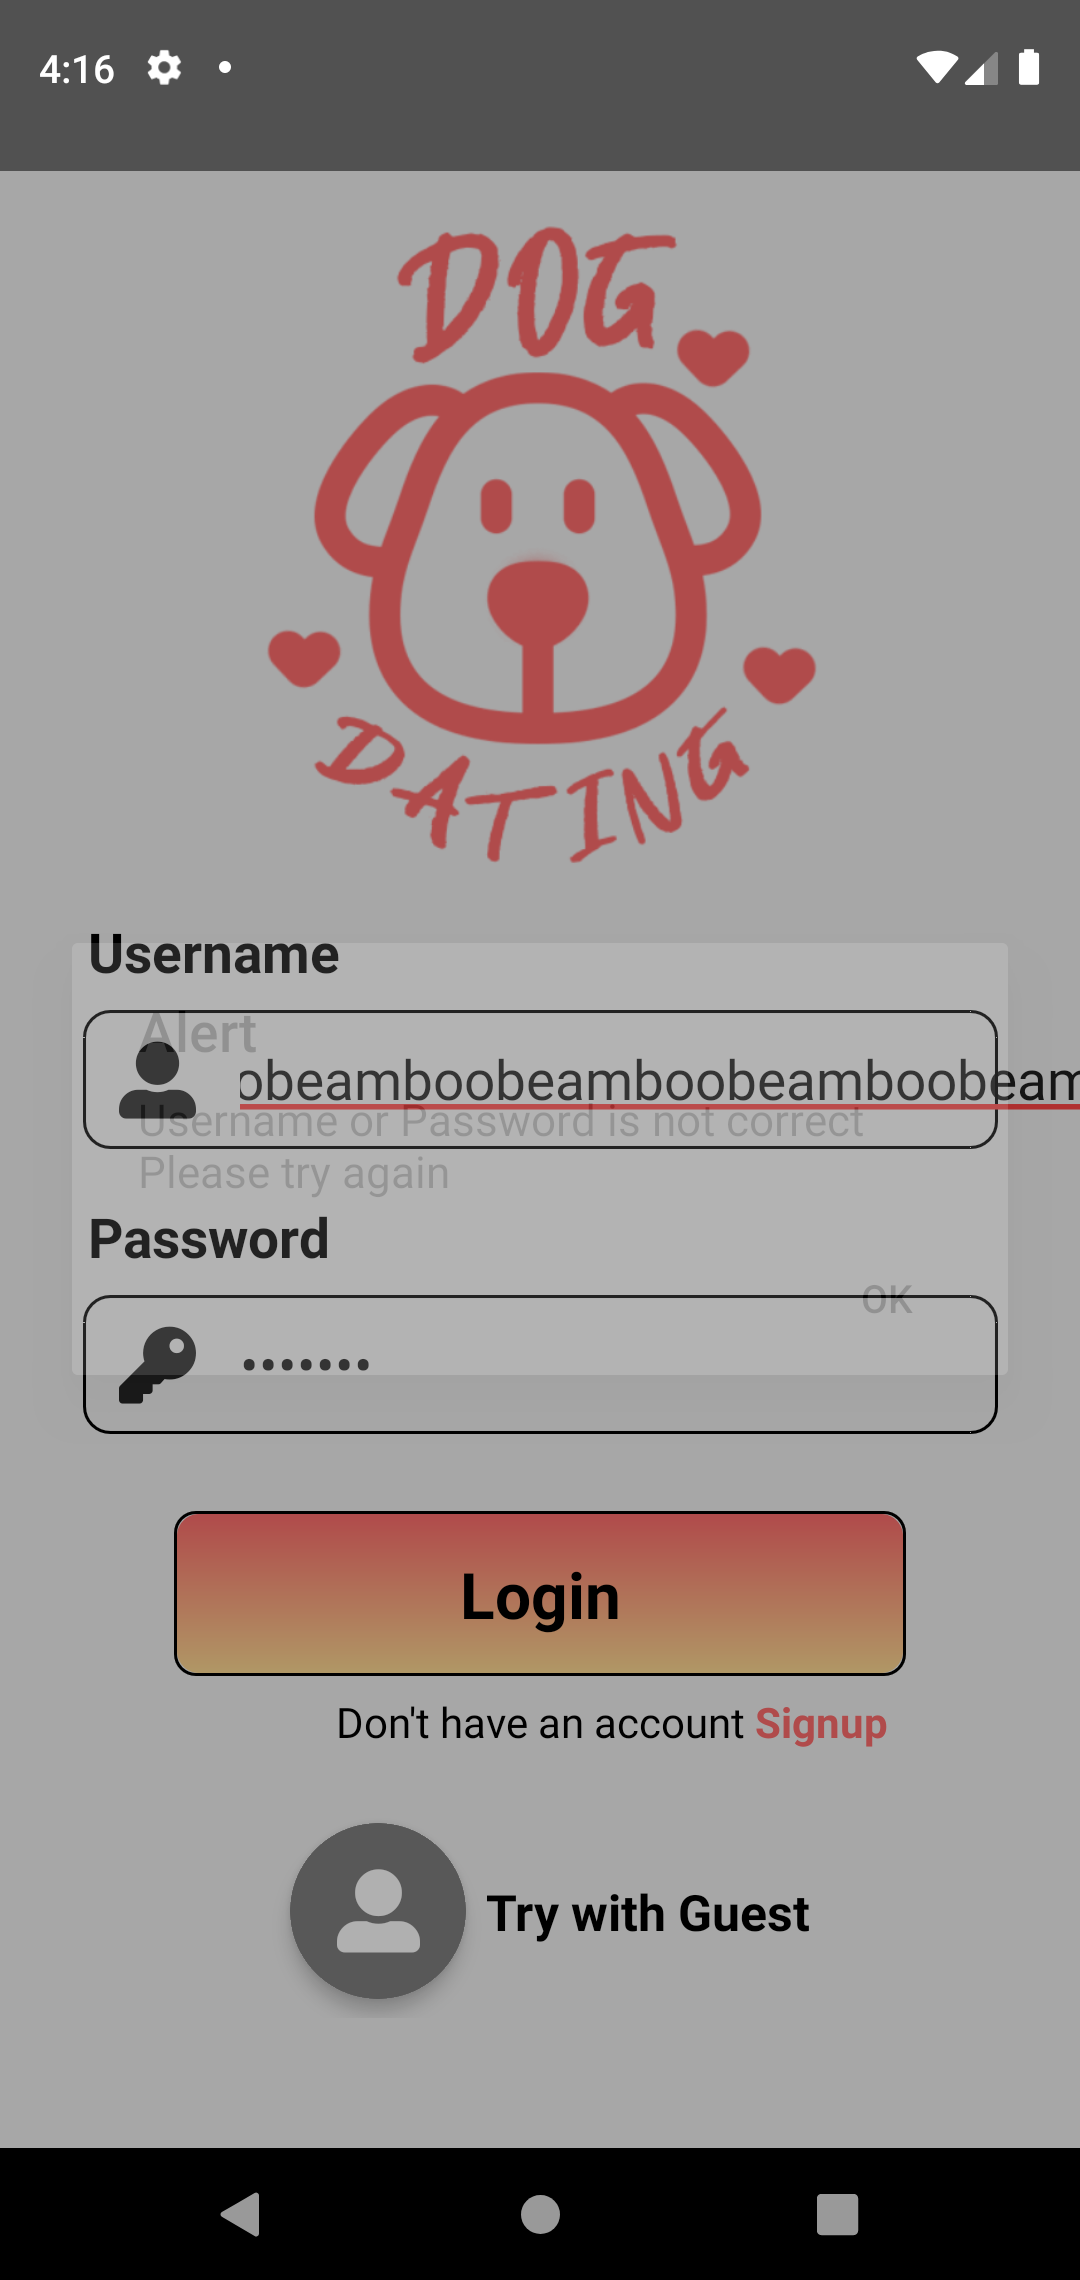 4:16
DOG
DATING
Username
Alert
obeamboobeamboobeamboobeam
Username or Password is not correct
Please try again
Password
OK
•••••••
Login
Don't have an account Signup
Try with Guest